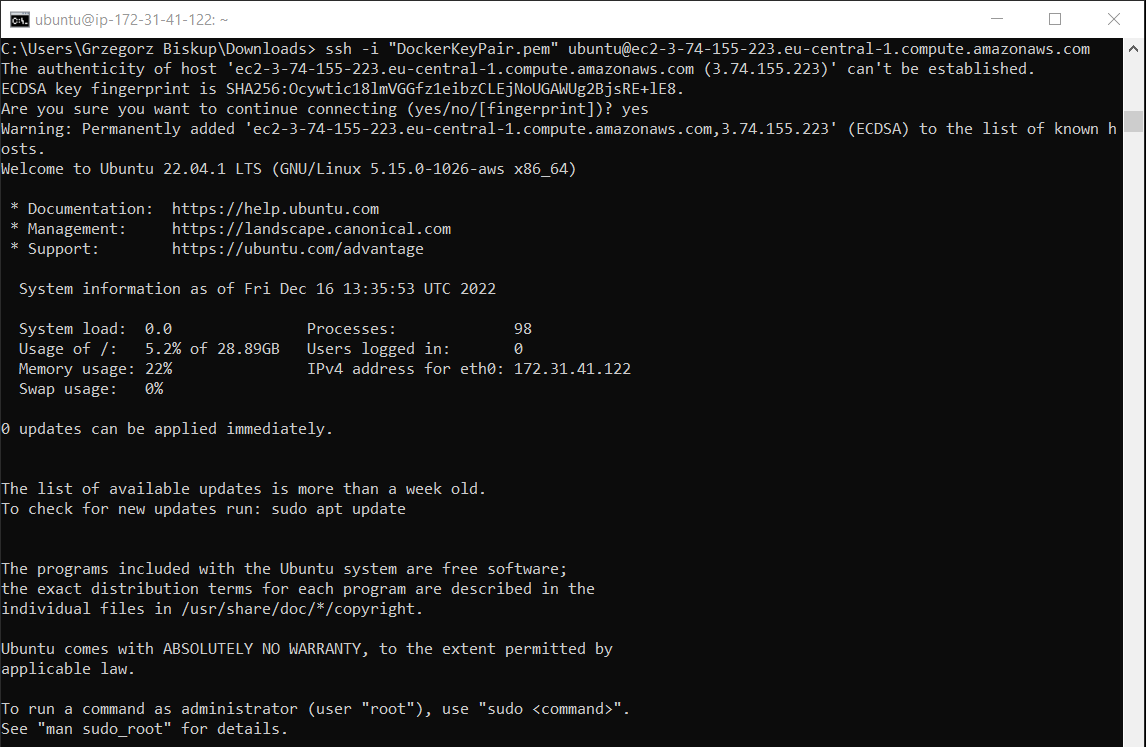 ubuntu@ip-172-31-41-122: ~
C:\Users\Grzegorz Biskup\Downloads> ssh -i "DockerKeyPair.pem" ubuntu@ec2-3-74-155-223.eu-central-1.compute.amazonaws.com
The authenticity of host 'ec2-3-74-155-223.eu-central-1.compute.amazonaws.com (3.74.155.223)' can't be established.
ECDSA key fingerprint is SHA256:Ocywtic18lmVGGfz1eibzCLEjNoUGAWUg2BjsRE+lE8.
Are you sure you want to continue connecting (yes/no/[fingerprint])? yes
Warning: Permanently added 'ec2-3-74-155-223.eu-central-1.compute.amazonaws.com,3.74.155.223' (ECDSA) to the list of known h
osts.
Welcome to Ubuntu 22.04.1 LTS (GNU/Linux 5.15.0-1026-aws x86_64)
* Documentation:  https://help.ubuntu.com
* Management:     https://landscape.canonical.com
* Support:        https://ubuntu.com/advantage
System information as of Fri Dec 16 13:35:53 UTC 2022
System load:  0.0               Processes:             98
Usage of /:   5.2% of 28.89GB   Users logged in:       0
Memory usage: 22%               IPv4 address for eth0: 172.31.41.122
Swap usage:   0%
0 updates can be applied immediately.
The list of available updates is more than a week old.
To check for new updates run: sudo apt update
The programs included with the Ubuntu system are free software;
the exact distribution terms for each program are described in the
individual files in /usr/share/doc/*/copyright.
Ubuntu comes with ABSOLUTELY NO WARRANTY, to the extent permitted by
applicable law.
To run a command as administrator (user "root"), use "sudo <command>".
See "man sudo_root" for details.